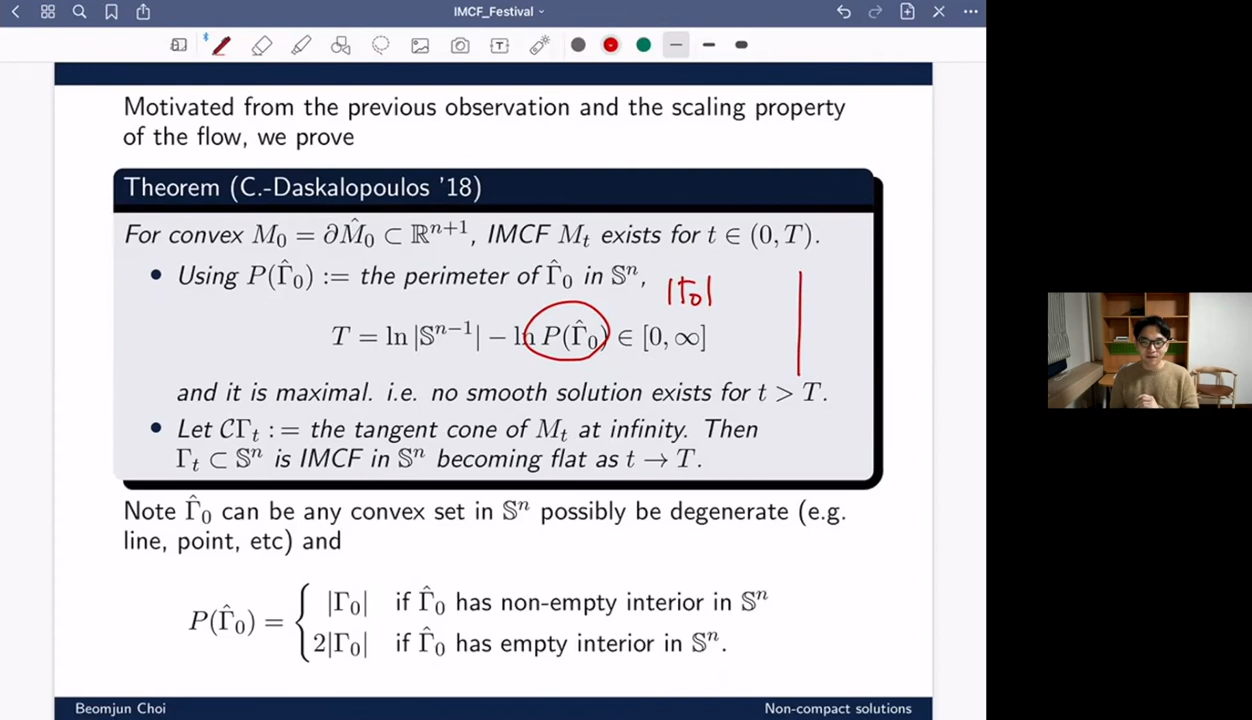 IMCF_Festival
Motivated from the previous observation and the scaling property
of the flow, we prove
Theorem (C.-Daskalopoulos '18)
For convex M₀ = ∂M̂₀ ⊂ ℝⁿ⁺¹, IMCF Mₜ exists for t ∈ (0, T).
• Using P(Γ̂₀) := the perimeter of Γ̂₀ in 𝕊ⁿ,
|Γ₀|
T = ln |𝕊ⁿ⁻¹| − ln P(Γ̂₀) ∈ [0, ∞]
and it is maximal. i.e. no smooth solution exists for t > T.
• Let 𝒞Γₜ := the tangent cone of Mₜ at infinity. Then
Γₜ ⊂ 𝕊ⁿ is IMCF in 𝕊ⁿ becoming flat as t → T.
Note Γ̂₀ can be any convex set in 𝕊ⁿ possibly be degenerate (e.g.
line, point, etc) and
P(Γ̂₀) = { |Γ₀| if Γ̂₀ has non-empty interior in 𝕊ⁿ
2|Γ₀| if Γ̂₀ has empty interior in 𝕊ⁿ.
Beomjun Choi
Non-compact solutions